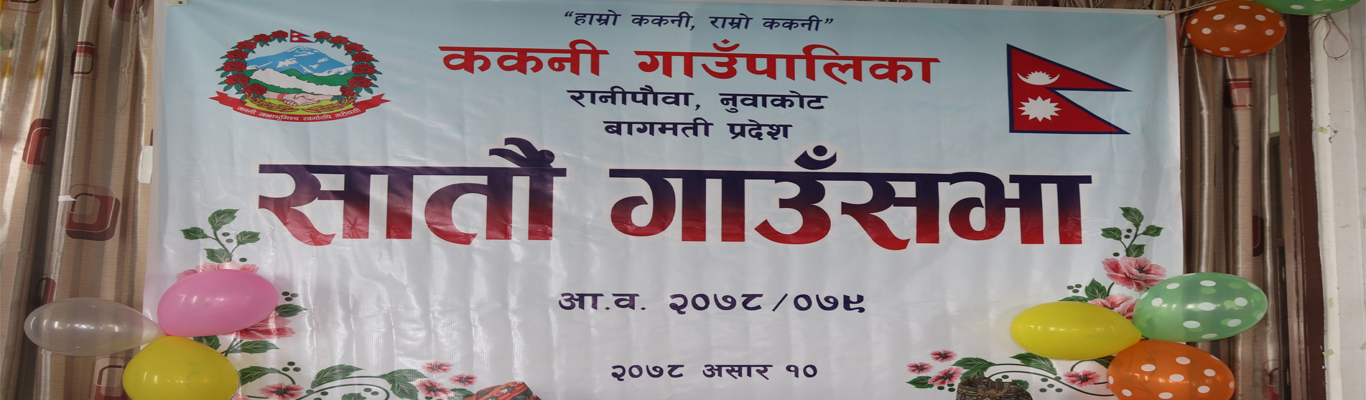 “हाम्रो ककनी, राम्रो ककनी”
ककनी गाउँपालिका
रानीपौवा, नुवाकोट
बागमती प्रदेश
सातौं गाउँसभा
आ.व. २०७८/०७९
२०७८ असार १०